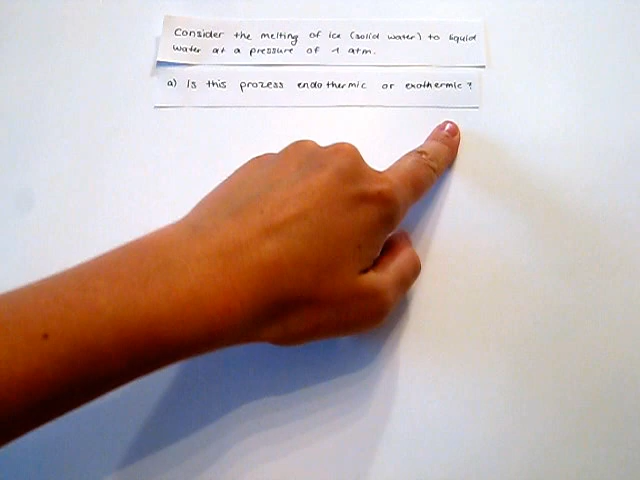 Consider the melting of ice (solid water) to liquid
water at a pressure of 1 atm.
a) Is this prozess endothermic or exothermic?